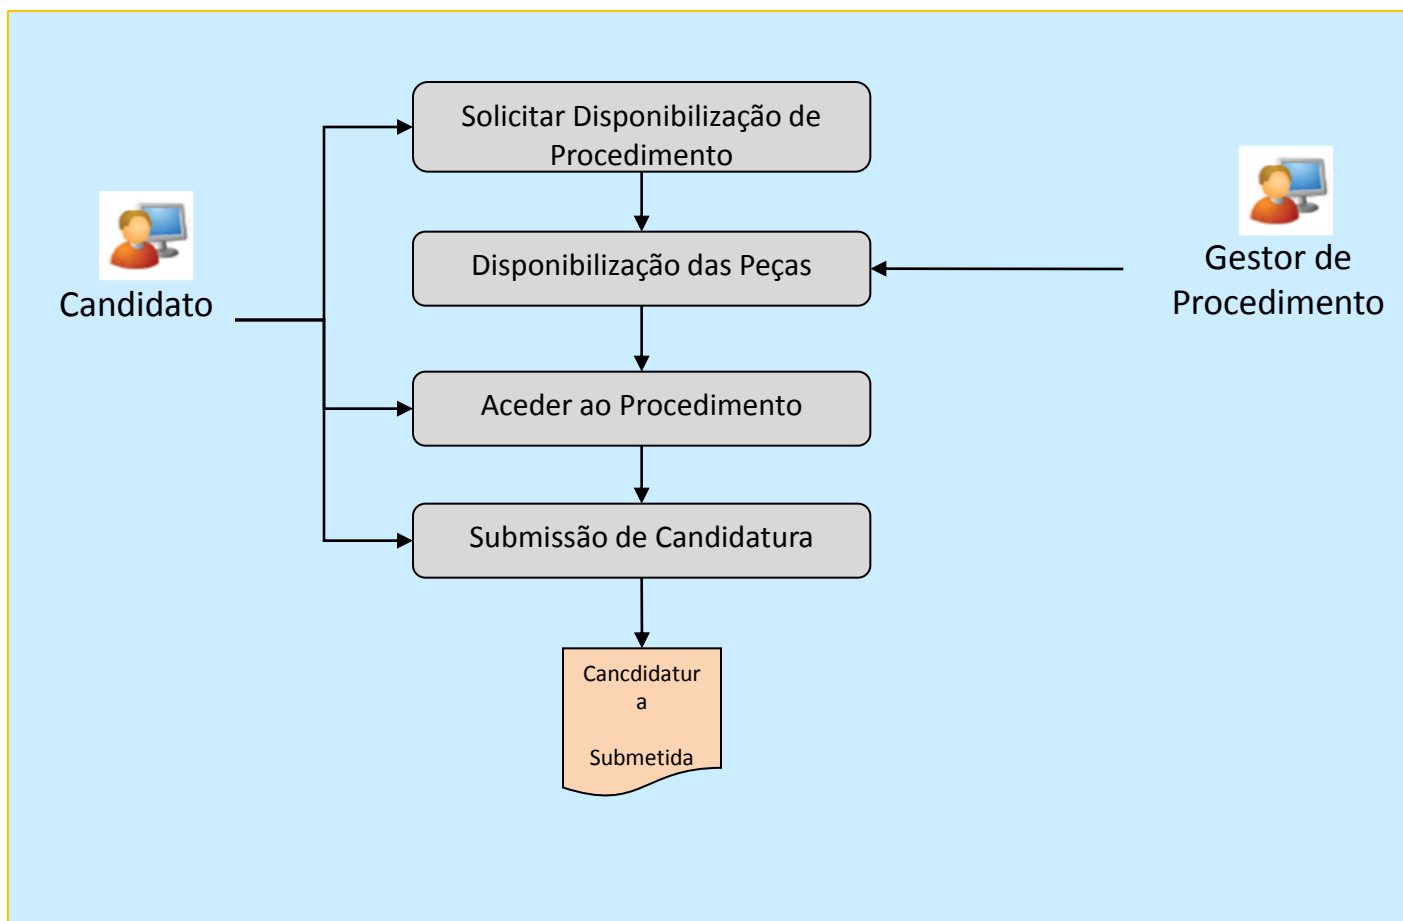 Solicitar Disponibilização de
Procedimento
Candidato
Disponibilização das Peças
Gestor de
Procedimento
Aceder ao Procedimento
Submissão de Candidatura
Cancdidatur
a
Submetida